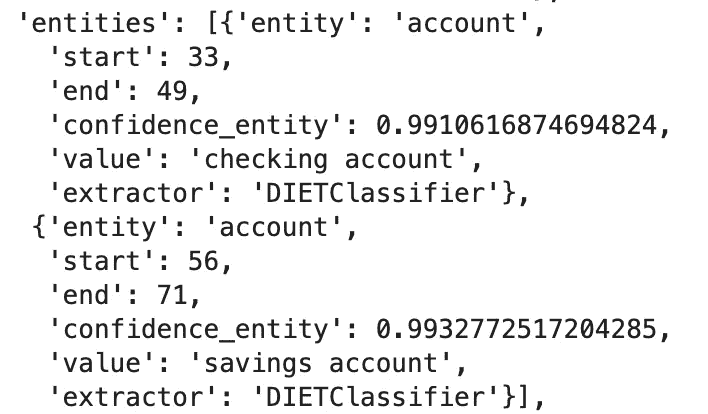 'entities': [{'entity': 'account',
'start': 33,
'end': 49,
'confidence_entity': 0.9910616874694824,
'value': 'checking account',
'extractor': 'DIETClassifier'},
{'entity': 'account',
'start': 56,
'end': 71,
'confidence_entity': 0.9932772517204285,
'value': 'savings account',
'extractor': 'DIETClassifier'}],